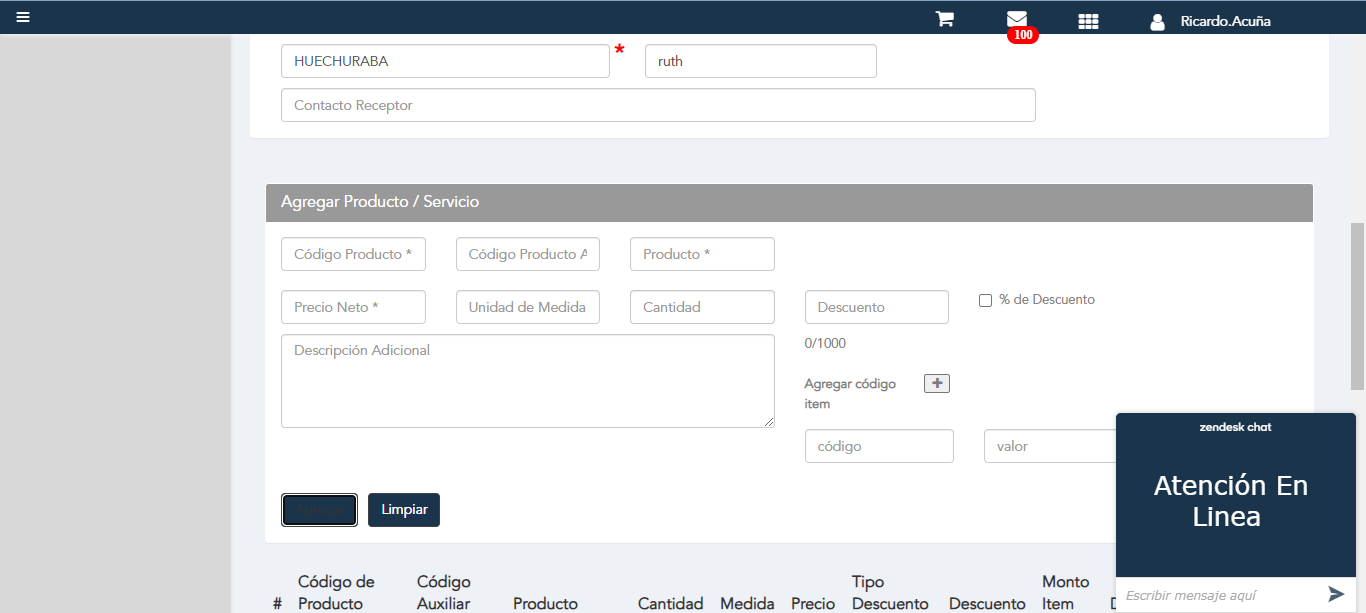 Ricardo.Acuña
100
HUECHURABA * ruth
Contacto Receptor
Agregar Producto / Servicio
Código Producto * Código Producto A Producto *
Precio Neto * Unidad de Medida Cantidad Descuento % de Descuento
Descripción Adicional
0/1000
Agregar código
item
código valor
Agregar Limpiar
zendesk chat
Atención En
Linea
Escribir mensaje aquí
Código de Código Tipo Monto
# Producto Auxiliar Producto Cantidad Medida Precio Descuento Descuento Item